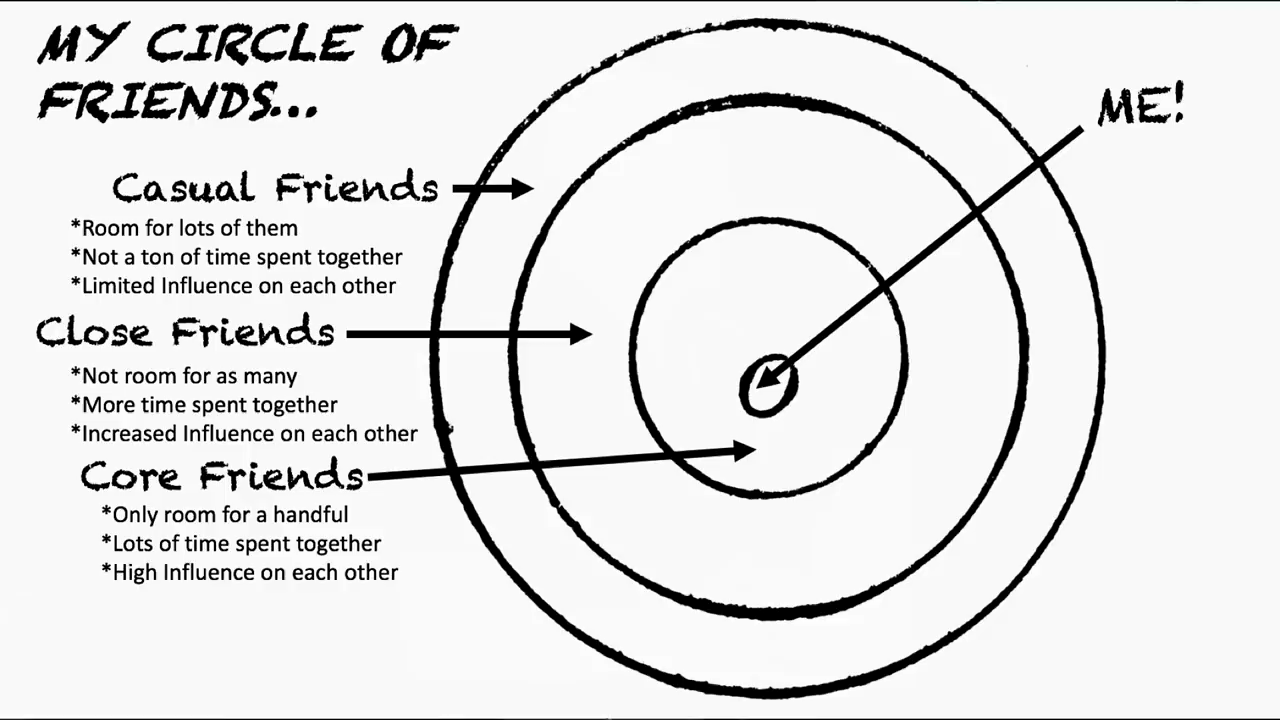 MY CIRCLE OF
FRIENDS...
ME!
Casual Friends
*Room for lots of them
*Not a ton of time spent together
*Limited Influence on each other
Close Friends
*Not room for as many
*More time spent together
*Increased Influence on each other
Core Friends
*Only room for a handful
*Lots of time spent together
*High Influence on each other